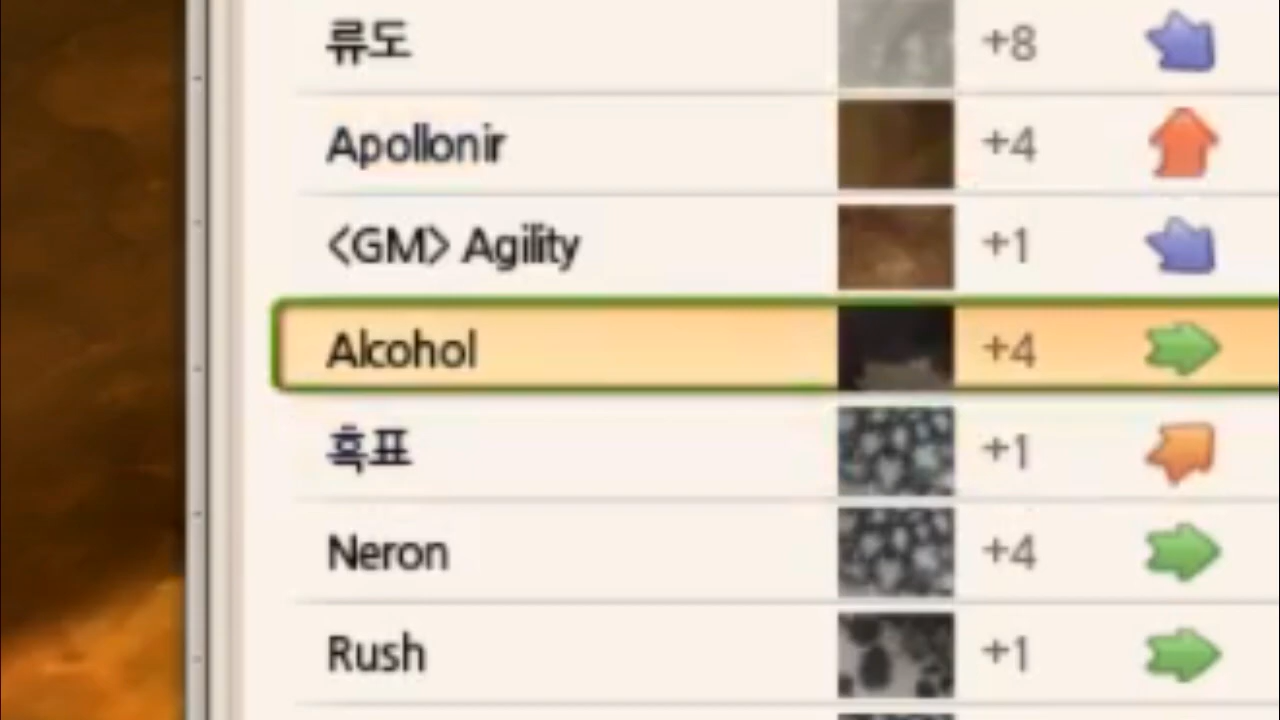 류도 +8
Apollonir +4
<GM> Agility +1
Alcohol +4
흑표 +1
Neron +4
Rush +1